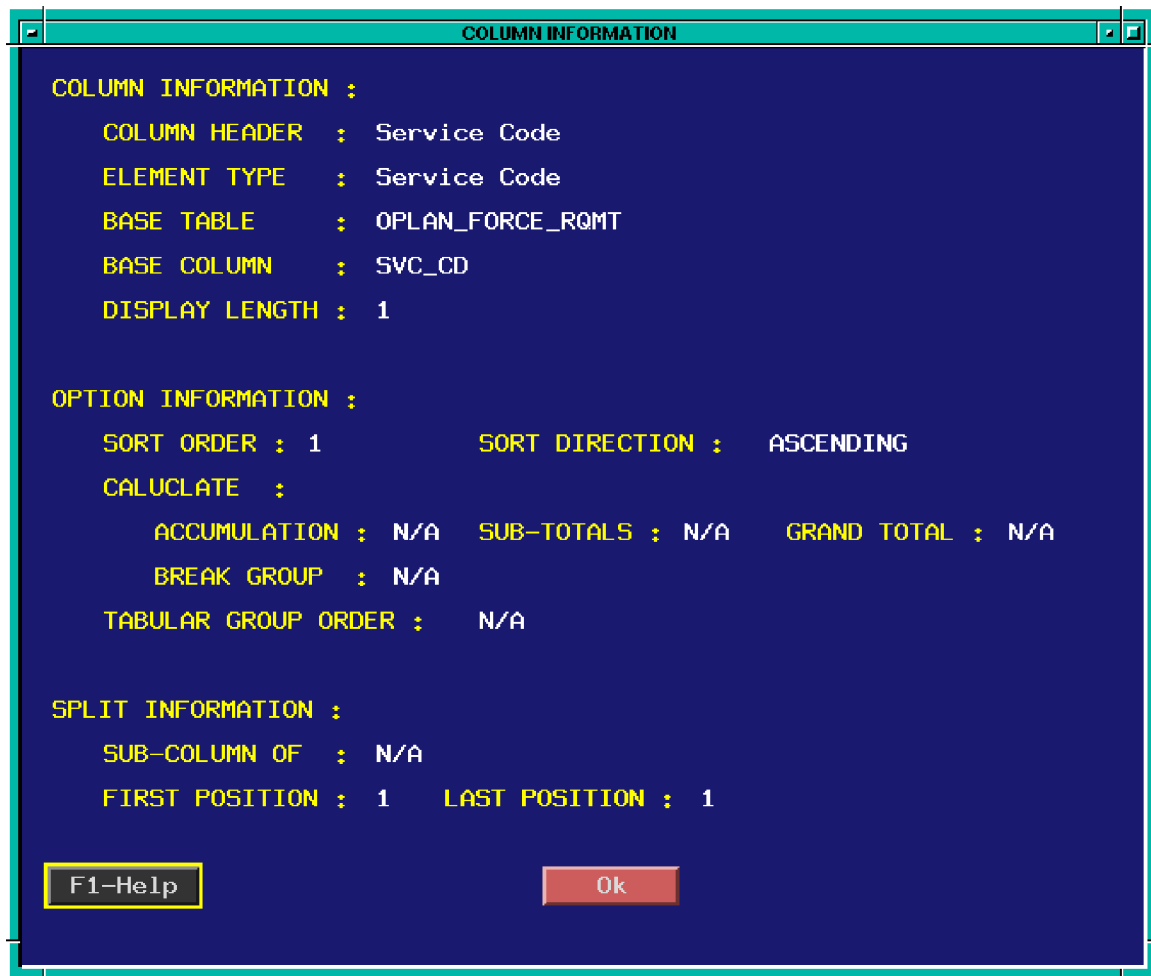 COLUMN INFORMATION
COLUMN INFORMATION :
COLUMN HEADER : Service Code
ELEMENT TYPE : Service Code
BASE TABLE : OPLAN_FORCE_RQMT
BASE COLUMN : SVC_CD
DISPLAY LENGTH : 1
OPTION INFORMATION :
SORT ORDER : 1 SORT DIRECTION : ASCENDING
CALUCLATE :
ACCUMULATION : N/A SUB-TOTALS : N/A GRAND TOTAL : N/A
BREAK GROUP : N/A
TABULAR GROUP ORDER : N/A
SPLIT INFORMATION :
SUB-COLUMN OF : N/A
FIRST POSITION : 1 LAST POSITION : 1
F1-Help Ok